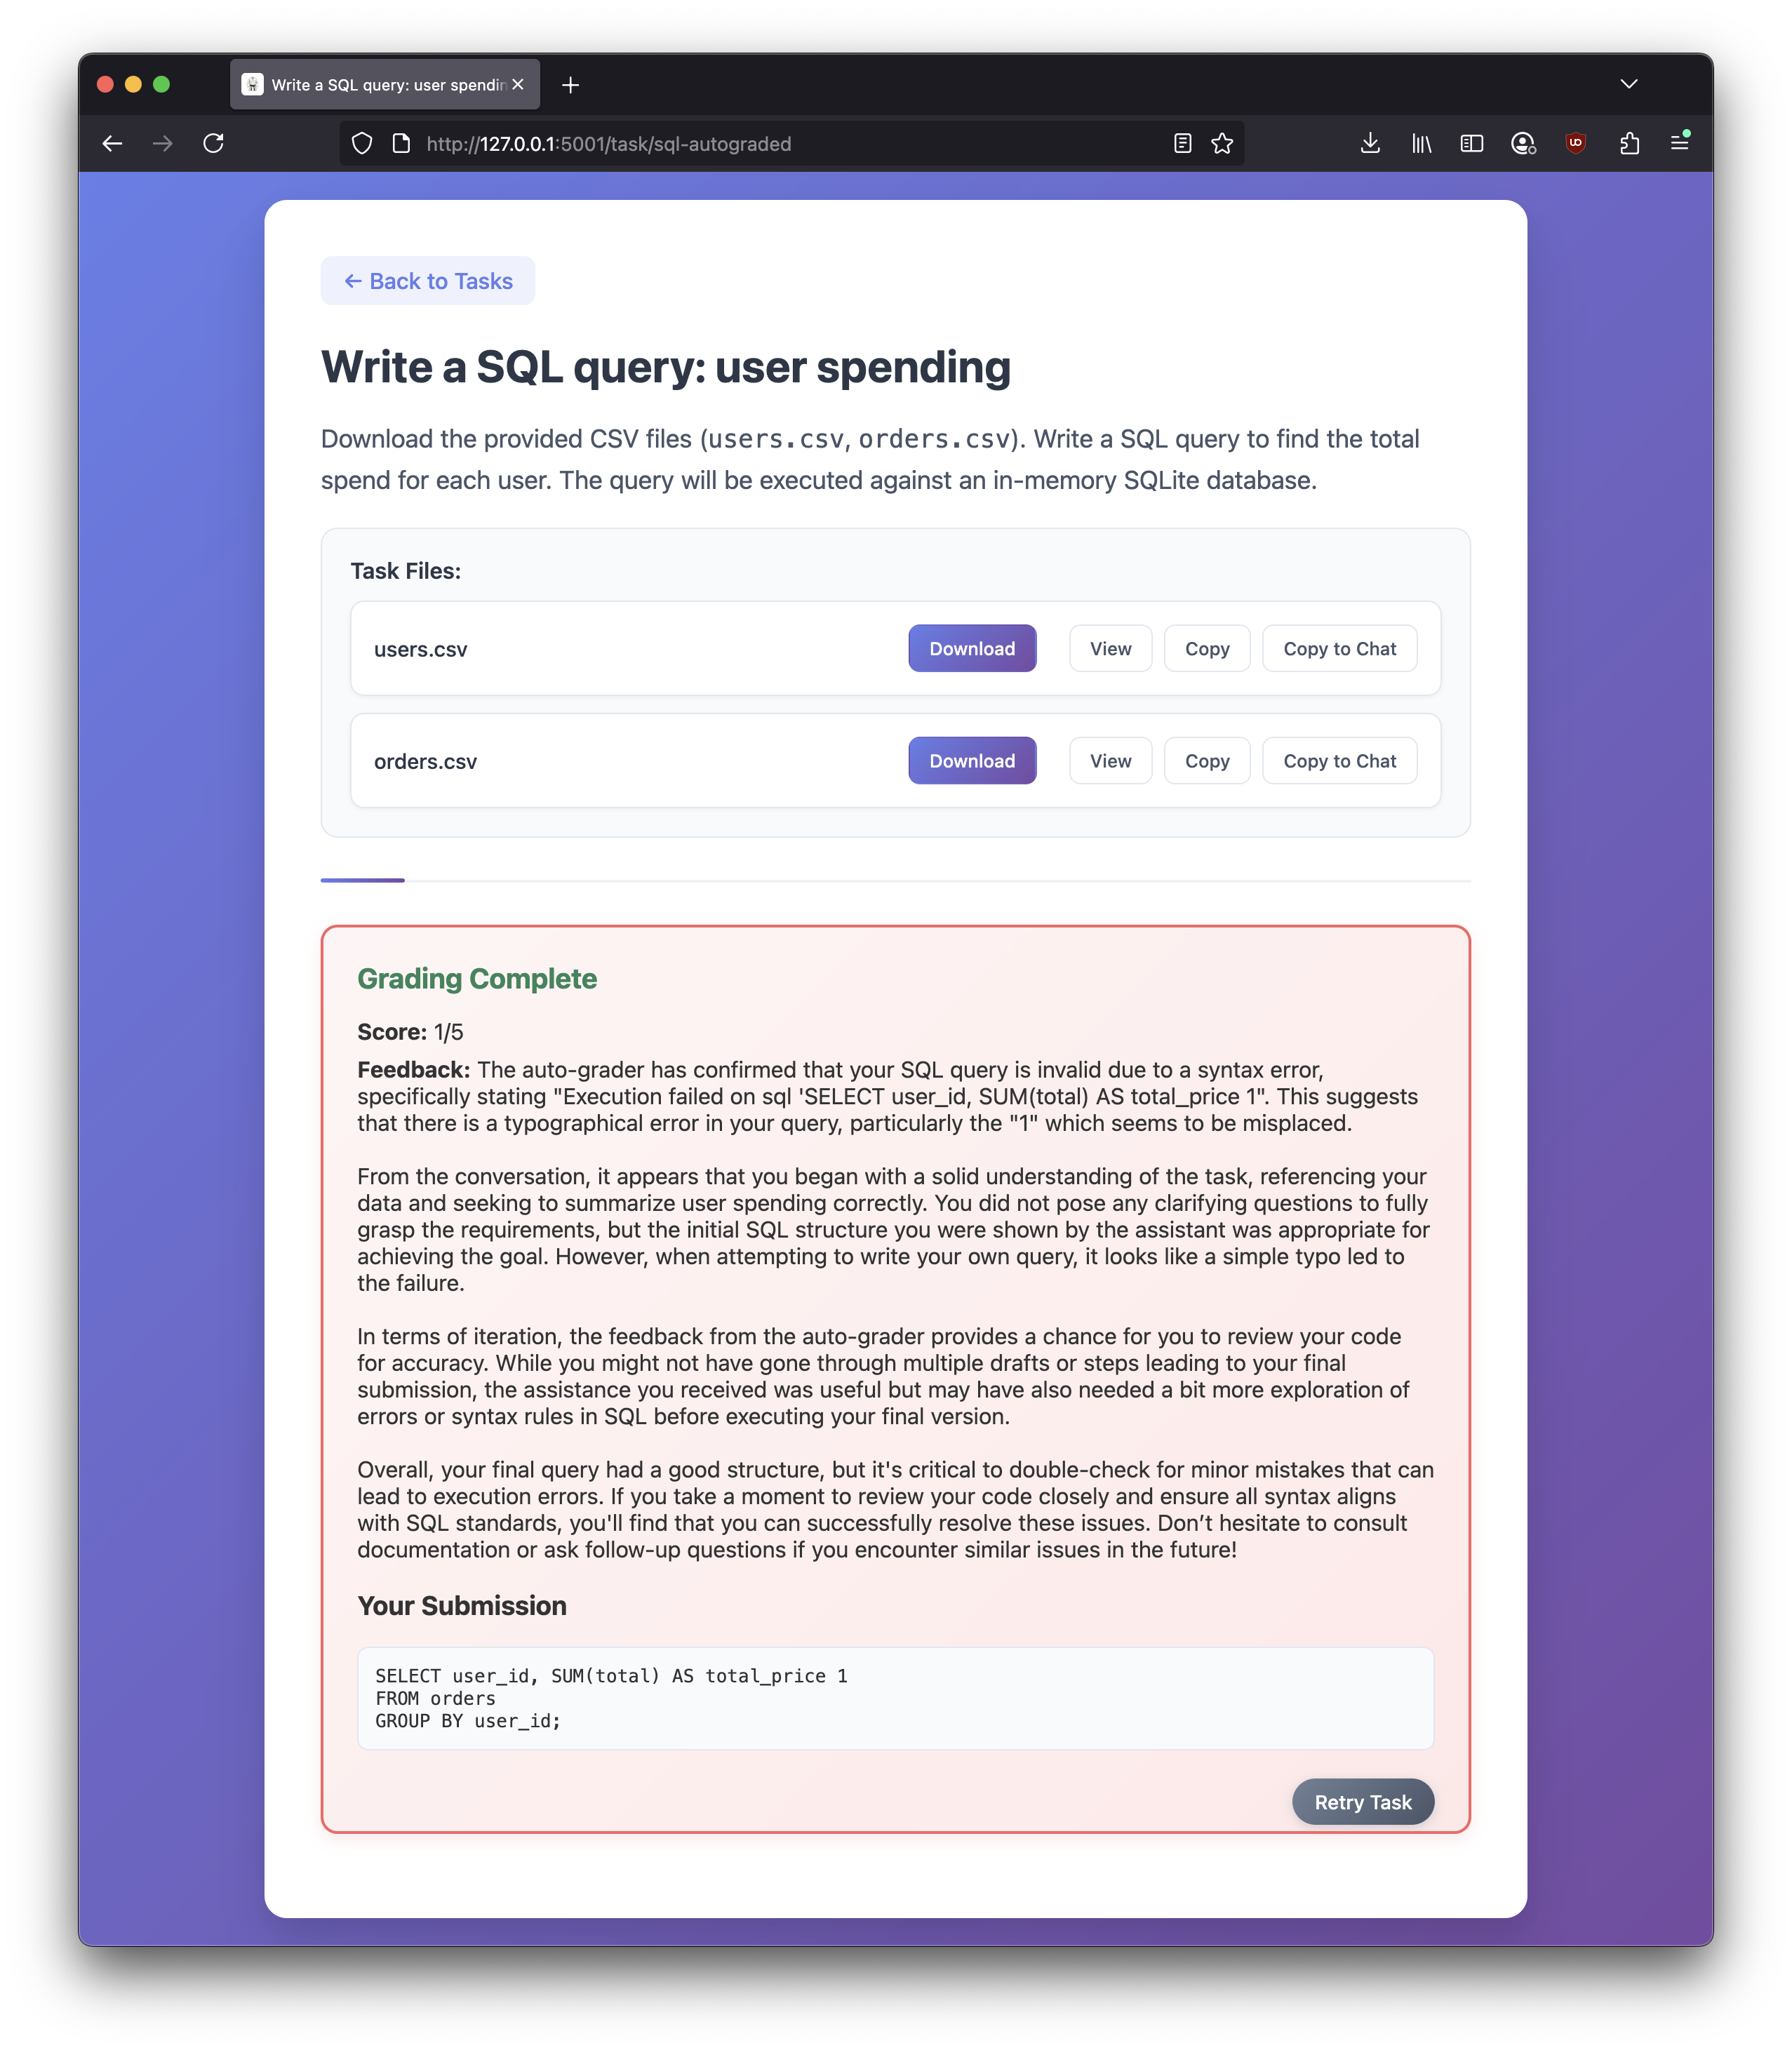 Write a SQL query: user spendin
http://127.0.0.1:5001/task/sql-autograded
← Back to Tasks
Write a SQL query: user spending
Download the provided CSV files (users.csv, orders.csv). Write a SQL query to find the total
spend for each user. The query will be executed against an in-memory SQLite database.
Task Files:
users.csv Download View Copy Copy to Chat
orders.csv Download View Copy Copy to Chat
Grading Complete
Score: 1/5
Feedback: The auto-grader has confirmed that your SQL query is invalid due to a syntax error,
specifically stating "Execution failed on sql 'SELECT user_id, SUM(total) AS total_price 1". This suggests
that there is a typographical error in your query, particularly the "1" which seems to be misplaced.
From the conversation, it appears that you began with a solid understanding of the task, referencing your
data and seeking to summarize user spending correctly. You did not pose any clarifying questions to fully
grasp the requirements, but the initial SQL structure you were shown by the assistant was appropriate for
achieving the goal. However, when attempting to write your own query, it looks like a simple typo led to
the failure.
In terms of iteration, the feedback from the auto-grader provides a chance for you to review your code
for accuracy. While you might not have gone through multiple drafts or steps leading to your final
submission, the assistance you received was useful but may have also needed a bit more exploration of
errors or syntax rules in SQL before executing your final version.
Overall, your final query had a good structure, but it's critical to double-check for minor mistakes that can
lead to execution errors. If you take a moment to review your code closely and ensure all syntax aligns
with SQL standards, you'll find that you can successfully resolve these issues. Don’t hesitate to consult
documentation or ask follow-up questions if you encounter similar issues in the future!
Your Submission
SELECT user_id, SUM(total) AS total_price 1
FROM orders
GROUP BY user_id;
Retry Task